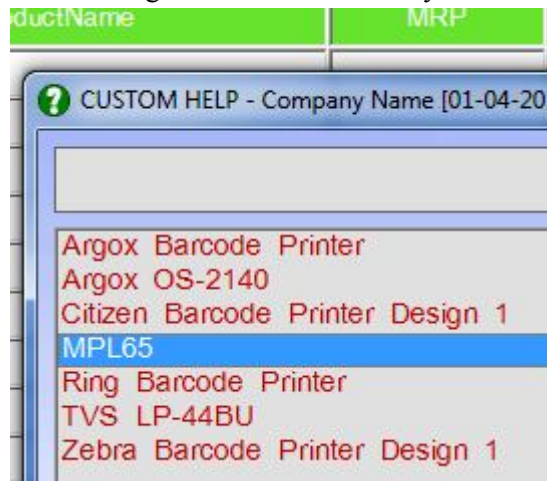 ductName MRP
CUSTOM HELP - Company Name [01-04-20
Argox Barcode Printer
Argox OS-2140
Citizen Barcode Printer Design 1
MPL65
Ring Barcode Printer
TVS LP-44BU
Zebra Barcode Printer Design 1